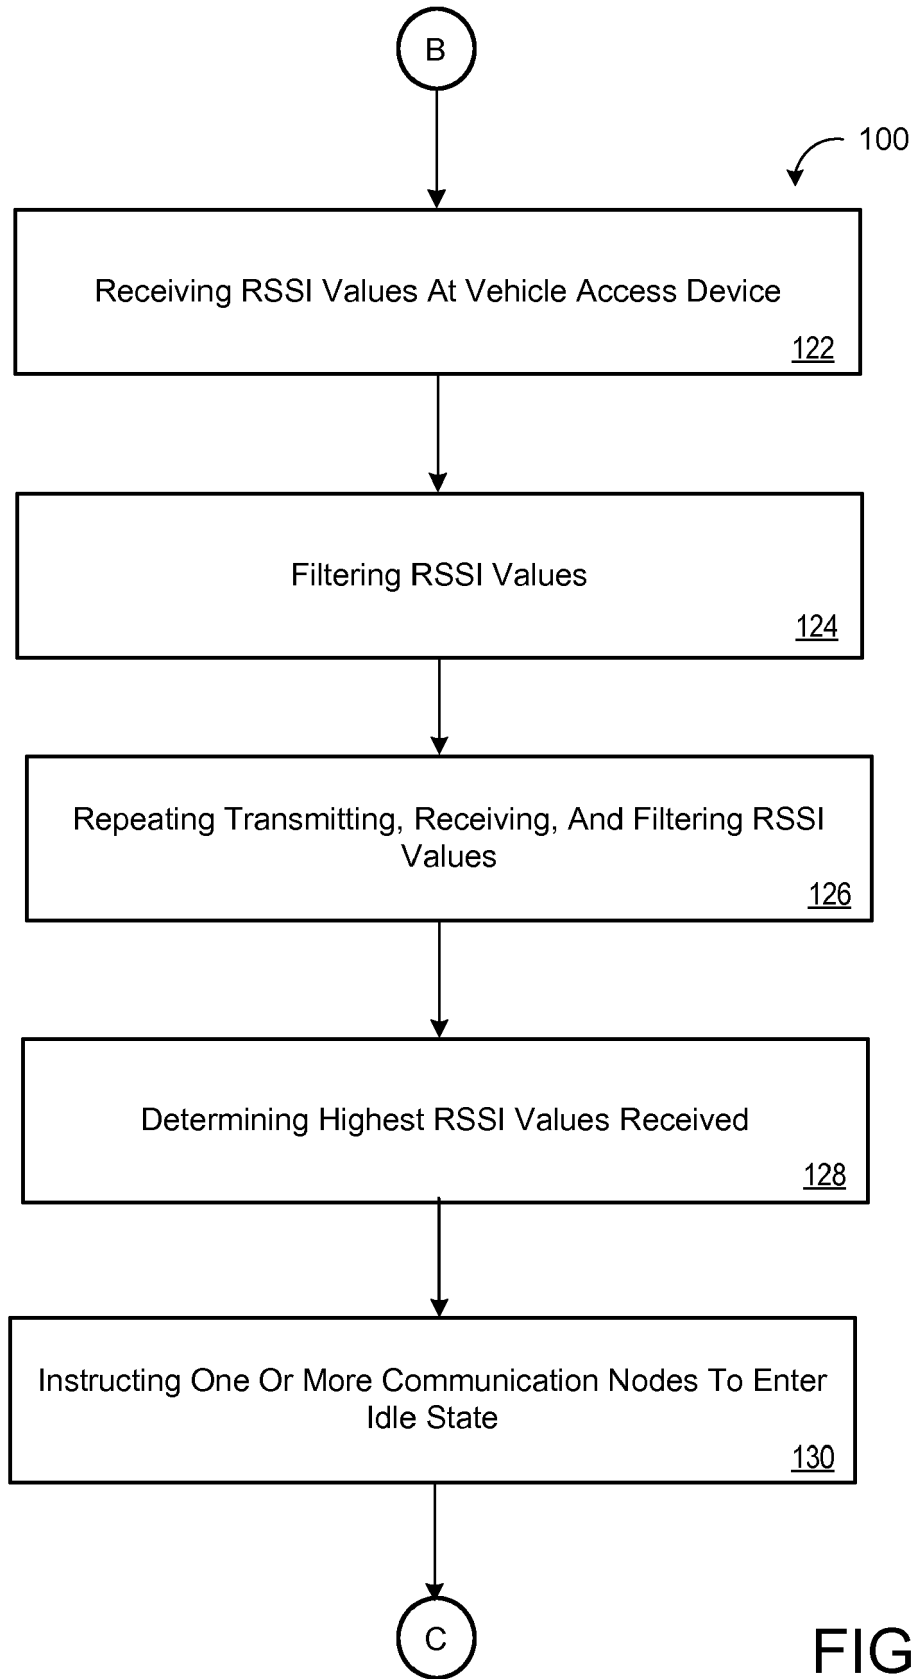 B
100
Receiving RSSI Values At Vehicle Access Device
122
Filtering RSSI Values
124
Repeating Transmitting, Receiving, And Filtering RSSI
Values
126
Determining Highest RSSI Values Received
128
Instructing One Or More Communication Nodes To Enter
Idle State
130
C
FIG